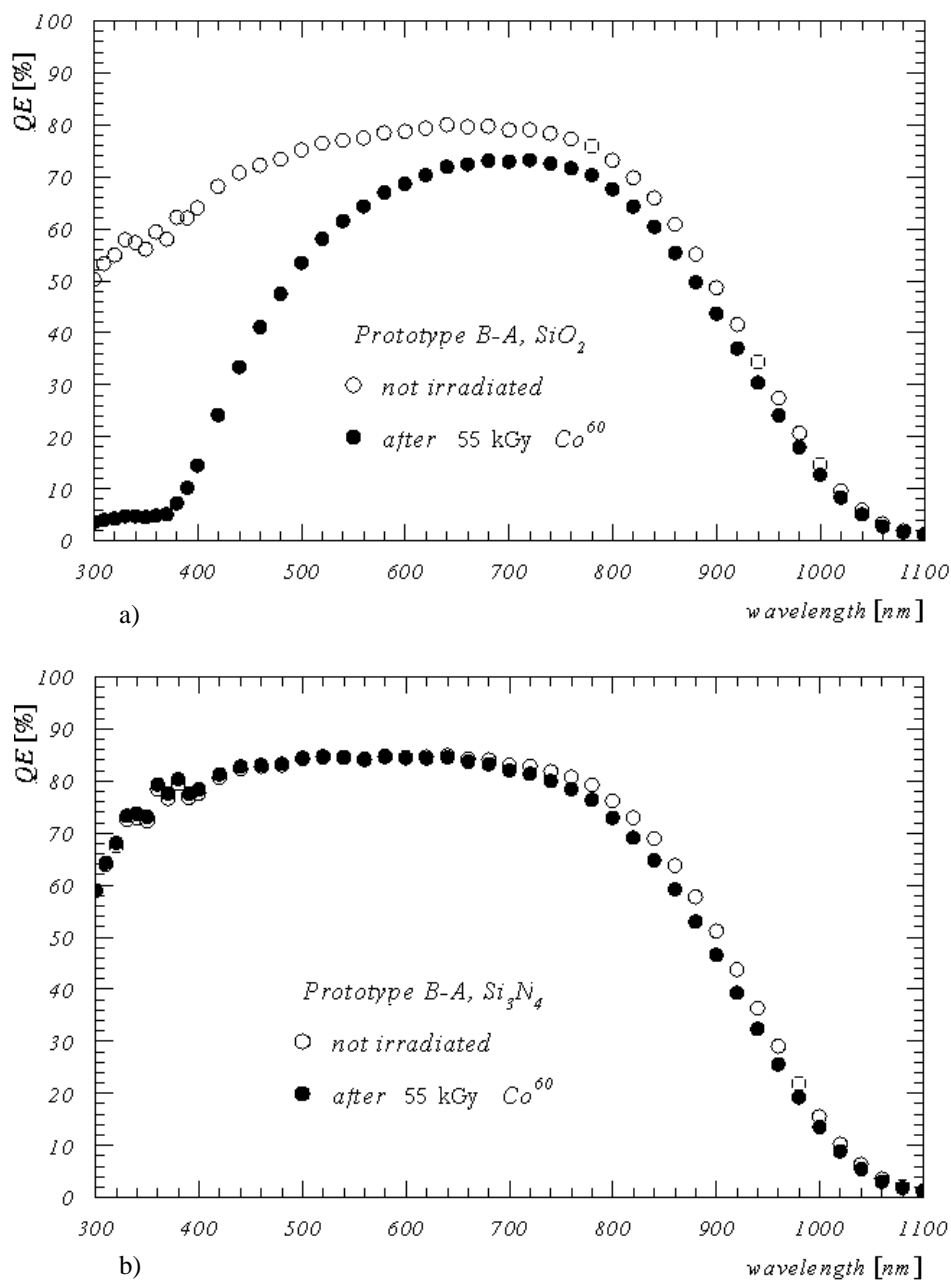 100
90
80
70
60
50
40
30
20
10
0
QE [%]
Prototype B-A, SiO2
not irradiated
after 55 kGy Co60
300 400 500 600 700 800 900 1000 1100
a)
wavelength [nm]
100
90
80
70
60
50
40
30
20
10
0
QE [%]
Prototype B-A, Si3N4
not irradiated
after 55 kGy Co60
300 400 500 600 700 800 900 1000 1100
b)
wavelength [nm]